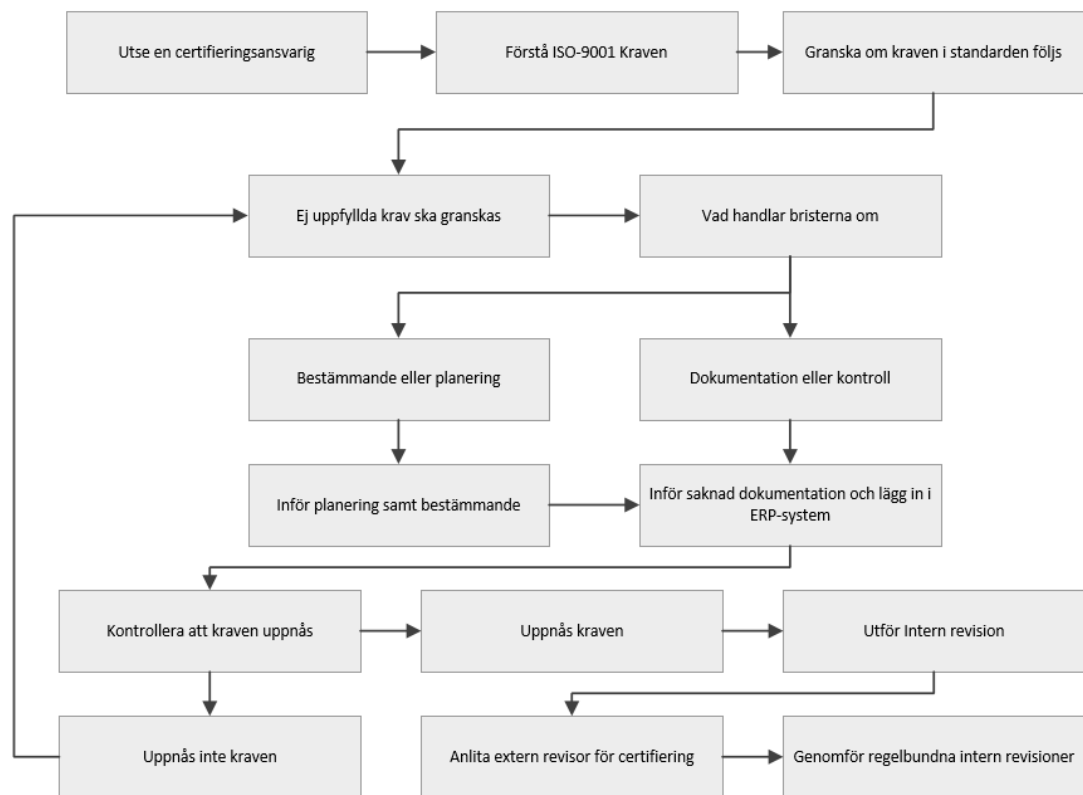 Utse en certifieringsansvarig
Förstå ISO-9001 Kraven
Granska om kraven i standarden följs
Ej uppfyllda krav ska granskas
Vad handlar bristerna om
Bestämmande eller planering
Dokumentation eller kontroll
Inför planering samt bestämmande
Inför saknad dokumentation och lägg in i
ERP-system
Kontrollera att kraven uppnås
Uppnås kraven
Utför Intern revision
Uppnås inte kraven
Anlita extern revisor för certifiering
Genomför regelbundna intern revisioner